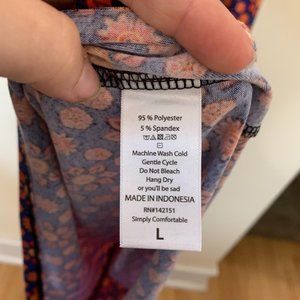 95 % Polyester
5 % Spandex
Machine Wash Cold
Gentle Cycle
Do Not Bleach
Hang Dry
or you'll be sad
MADE IN INDONESIA
RN#142151
Simply Comfortable
L